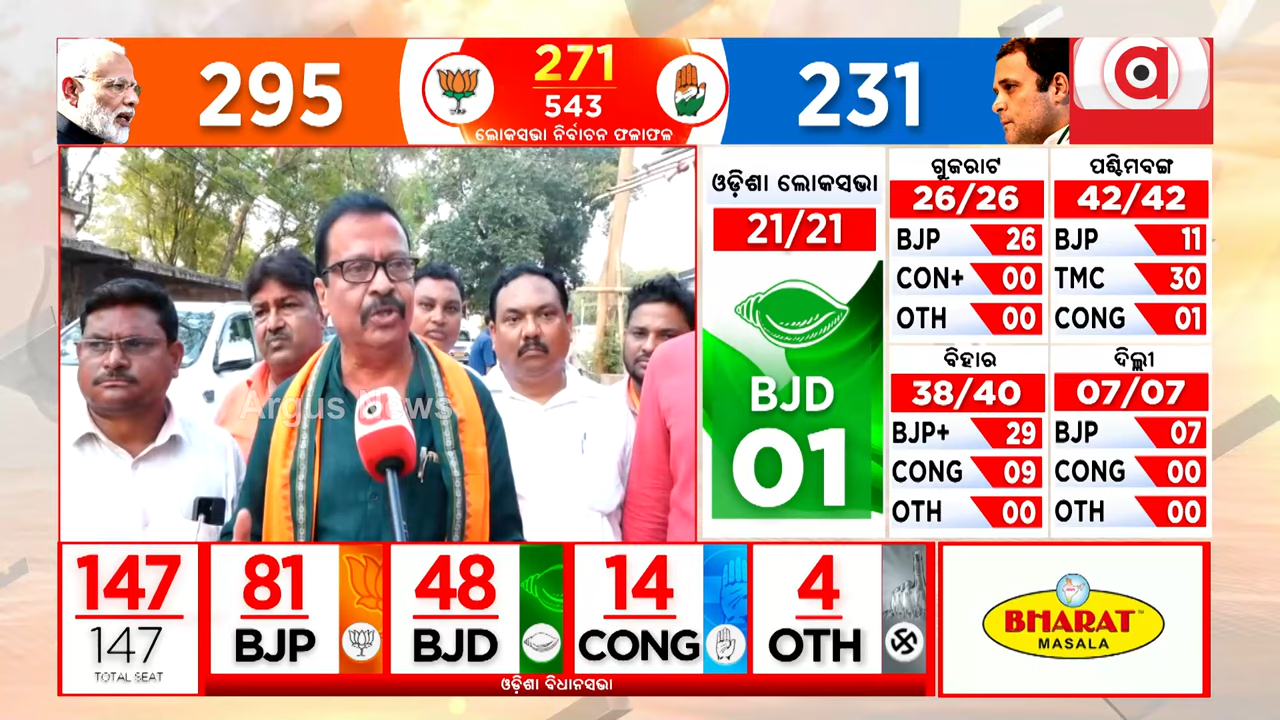 295
271
543
ଲୋକସଭା ନିର୍ବାଚନ ଫଳାଫଳ
231
a
Argus News
ଓଡ଼ିଶା ଲୋକସଭା
21/21
BJD
01
ଗୁଜରାଟ
26/26
BJP 26
CON+ 00
OTH 00
ପଶ୍ଚିମବଙ୍ଗ
42/42
BJP 11
TMC 30
CONG 01
ବିହାର
38/40
BJP+ 29
CONG 09
OTH 00
ଦିଲ୍ଲୀ
07/07
BJP 07
CONG 00
OTH 00
147
147
TOTAL SEAT
81
BJP
48
BJD
14
CONG
4
OTH
ଓଡ଼ିଶା ବିଧାନସଭା
BHARAT™
MASALA